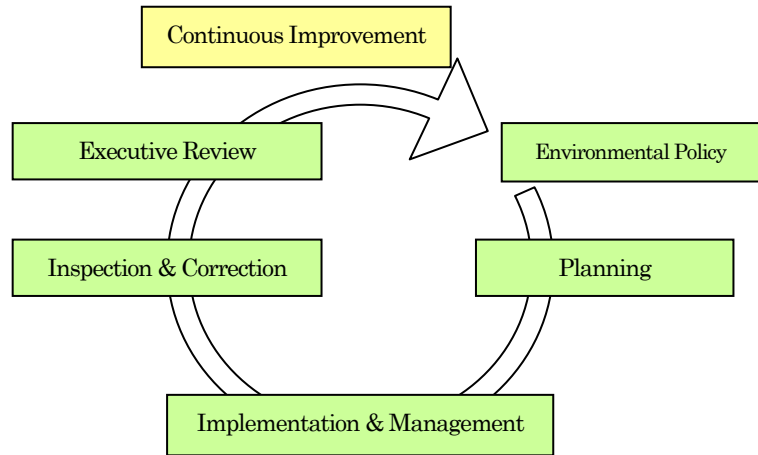 Continuous Improvement
Executive Review
Environmental Policy
Inspection & Correction
Planning
Implementation & Management